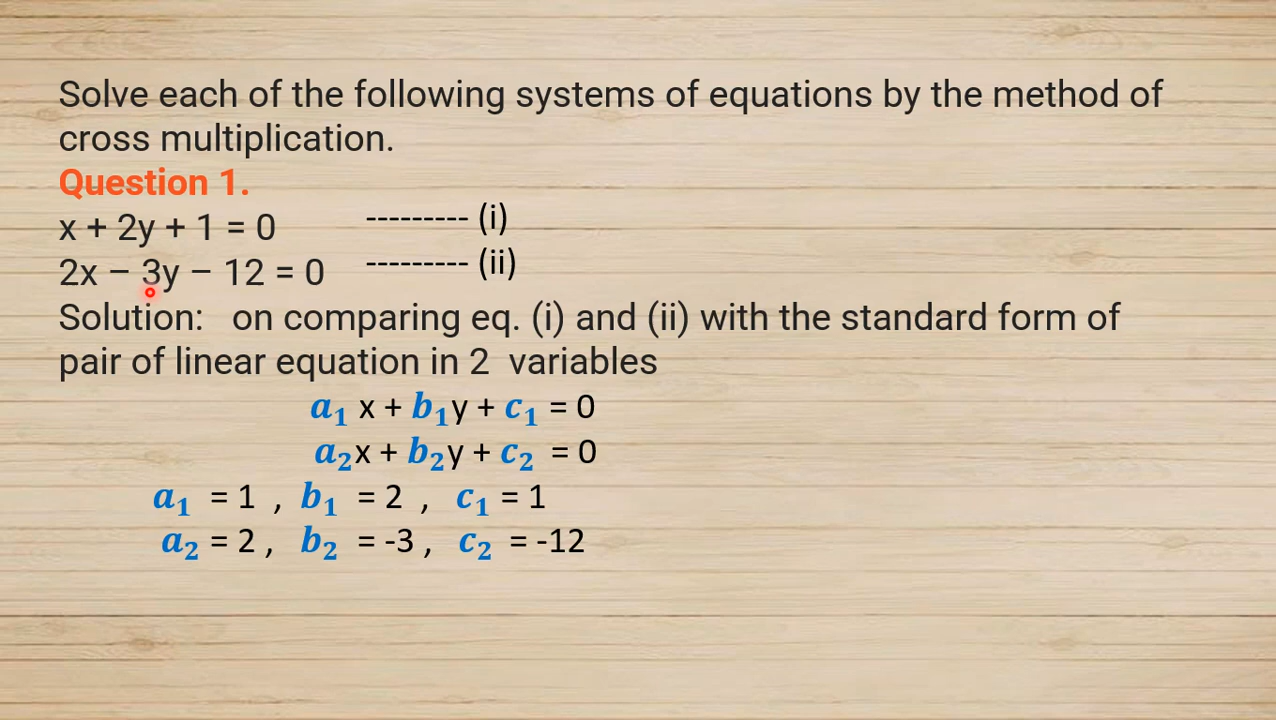 Solve each of the following systems of equations by the method of
cross multiplication.
Question 1.
x + 2y + 1 = 0 --------- (i)
2x – 3y – 12 = 0 --------- (ii)
Solution: on comparing eq. (i) and (ii) with the standard form of
pair of linear equation in 2 variables
a₁ x + b₁y + c₁ = 0
a₂x + b₂y + c₂ = 0
a₁ = 1 , b₁ = 2 , c₁ = 1
a₂ = 2 , b₂ = -3 , c₂ = -12